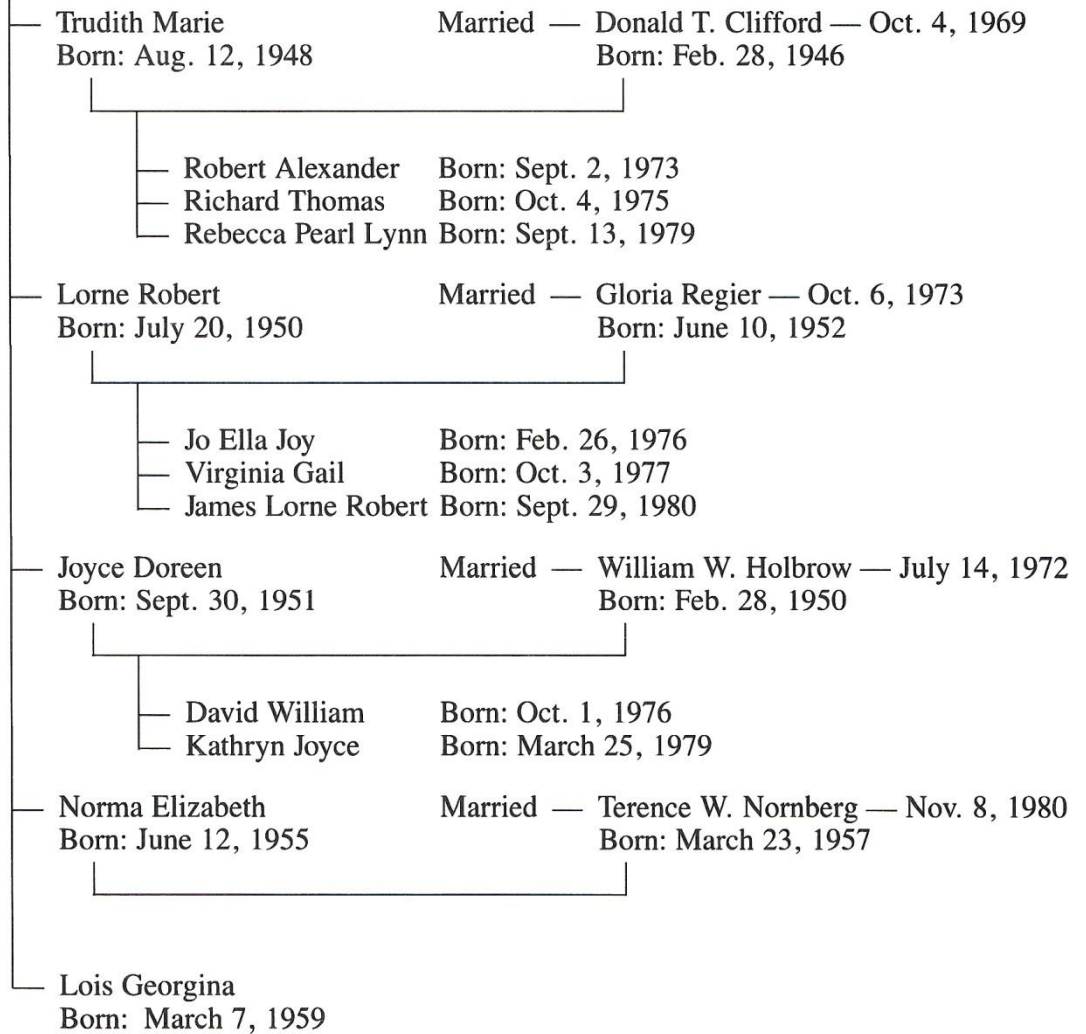 Trudith Marie Married — Donald T. Clifford — Oct. 4, 1969
Born: Aug. 12, 1948 Born: Feb. 28, 1946
Robert Alexander Born: Sept. 2, 1973
Richard Thomas Born: Oct. 4, 1975
Rebecca Pearl Lynn Born: Sept. 13, 1979
Lorne Robert Married — Gloria Regier — Oct. 6, 1973
Born: July 20, 1950 Born: June 10, 1952
Jo Ella Joy Born: Feb. 26, 1976
Virginia Gail Born: Oct. 3, 1977
James Lorne Robert Born: Sept. 29, 1980
Joyce Doreen Married — William W. Holbrow — July 14, 1972
Born: Sept. 30, 1951 Born: Feb. 28, 1950
David William Born: Oct. 1, 1976
Kathryn Joyce Born: March 25, 1979
Norma Elizabeth Married — Terence W. Nornberg — Nov. 8, 1980
Born: June 12, 1955 Born: March 23, 1957
Lois Georgina
Born: March 7, 1959